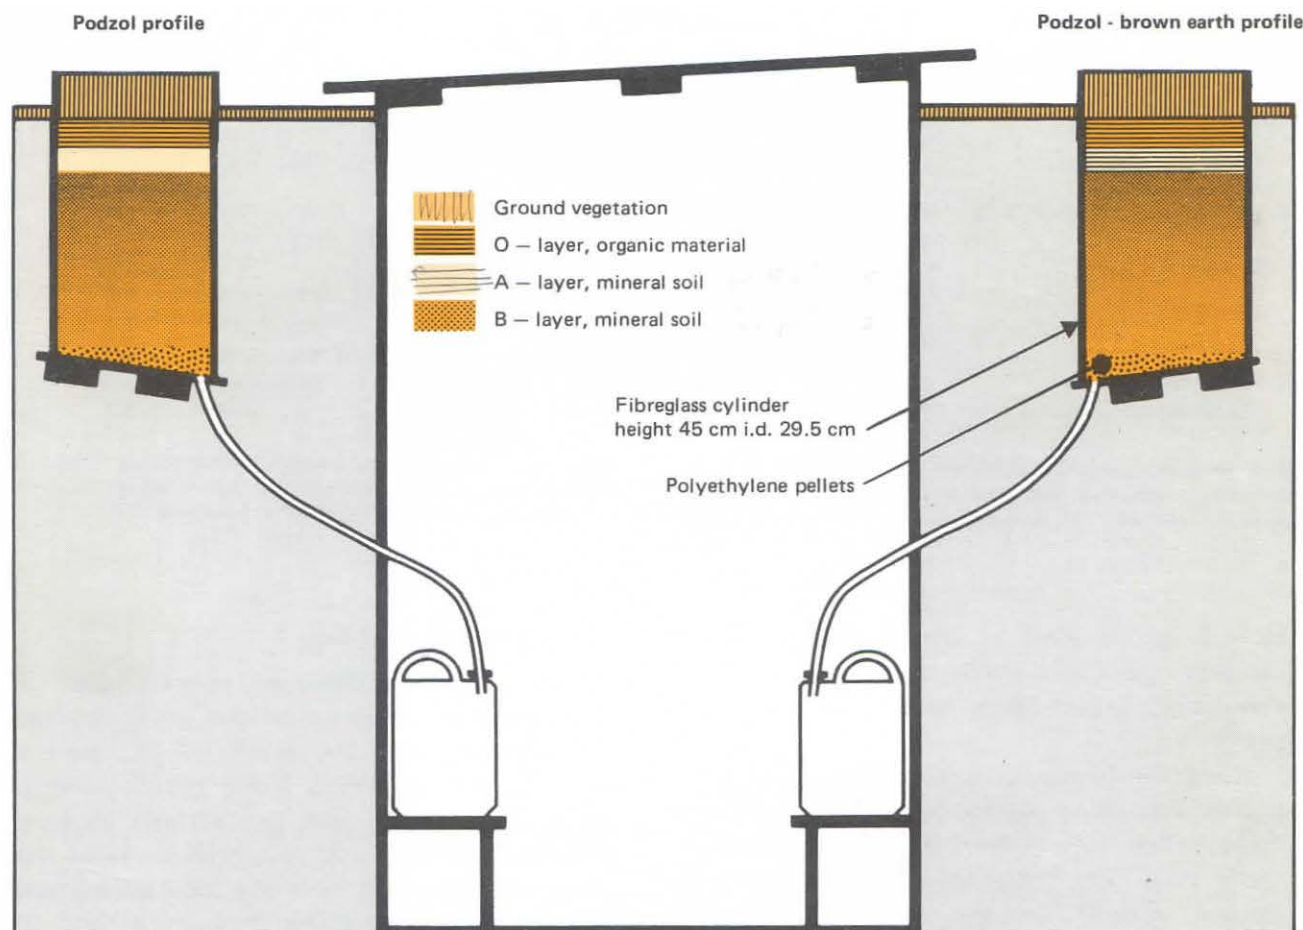 Podzol profile
Podzol - brown earth profile
Ground vegetation
O – layer, organic material
A – layer, mineral soil
B – layer, mineral soil
Fibreglass cylinder
height 45 cm i.d. 29.5 cm
Polyethylene pellets